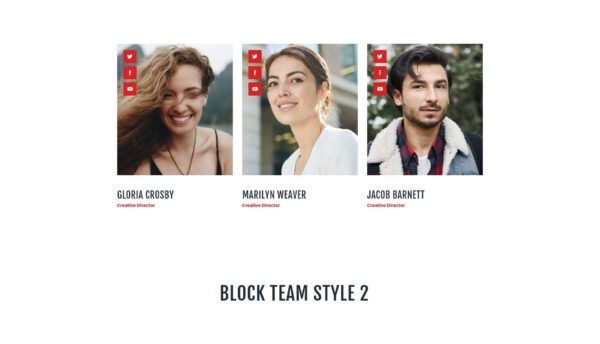 GLORIA CROSBY
Creative Director
MARILYN WEAVER
Creative Director
JACOB BARNETT
Creative Director
BLOCK TEAM STYLE 2